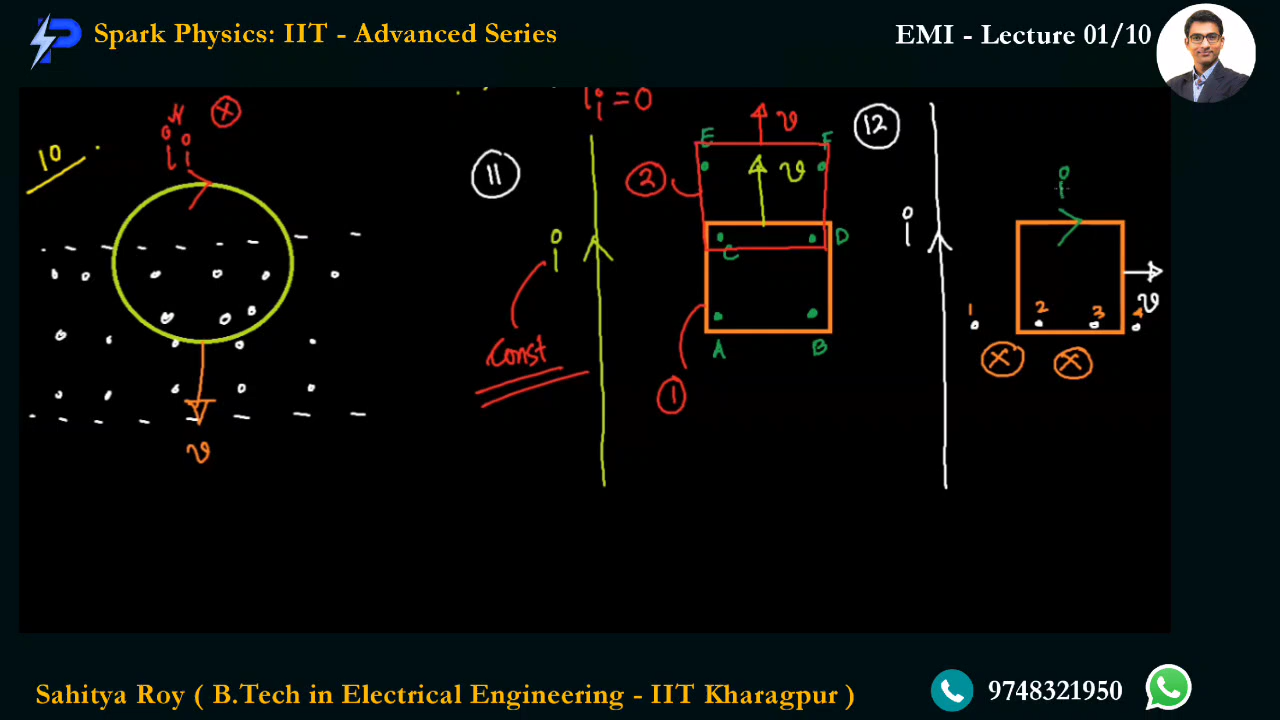 Spark Physics: IIT - Advanced Series
EMI - Lecture 01/10
10
N
i i
v
i i = 0
11
i
Const
2
v
v
E
F
C
D
A
B
1
12
i
i
v
1
2
3
4
Sahitya Roy ( B.Tech in Electrical Engineering - IIT Kharagpur )
9748321950